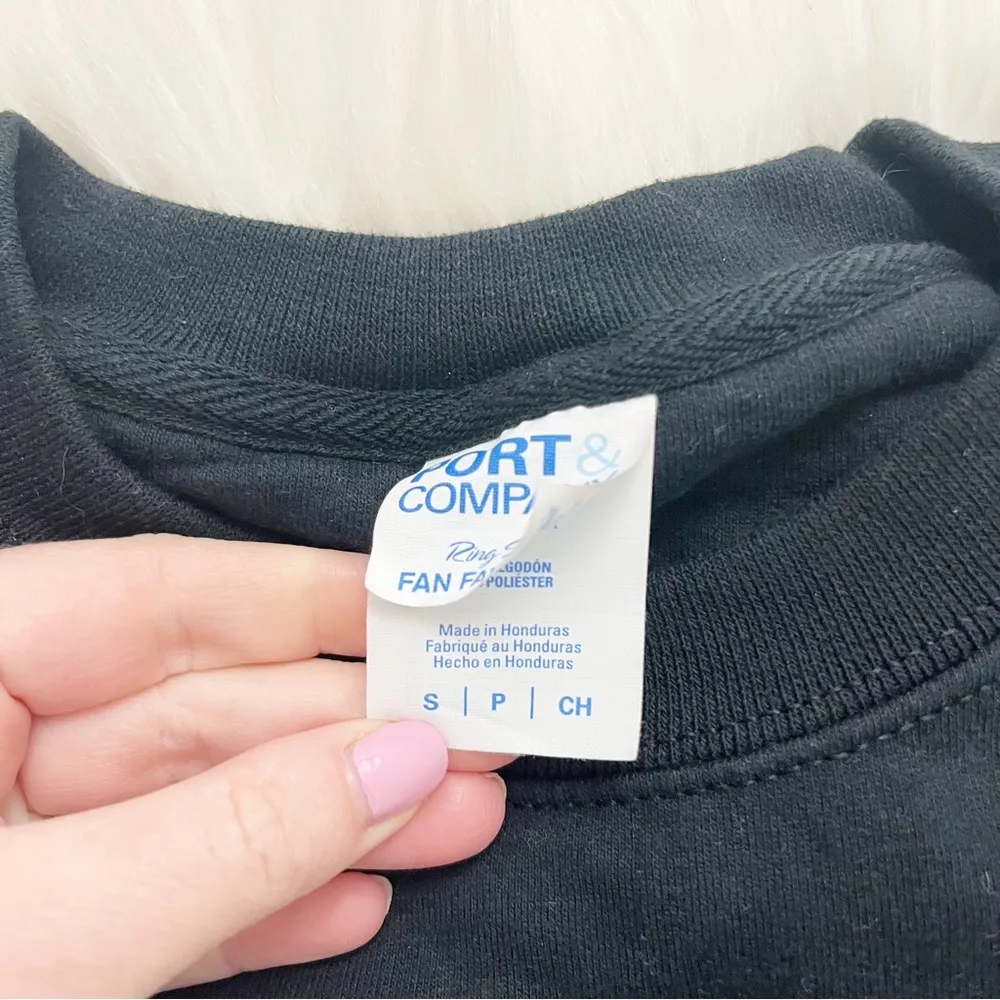 PORT &
COMPA
Ring S
FAN FA
ALGODÓN
POLIÉSTER
Made in Honduras
Fabriqué au Honduras
Hecho en Honduras
S | P | CH